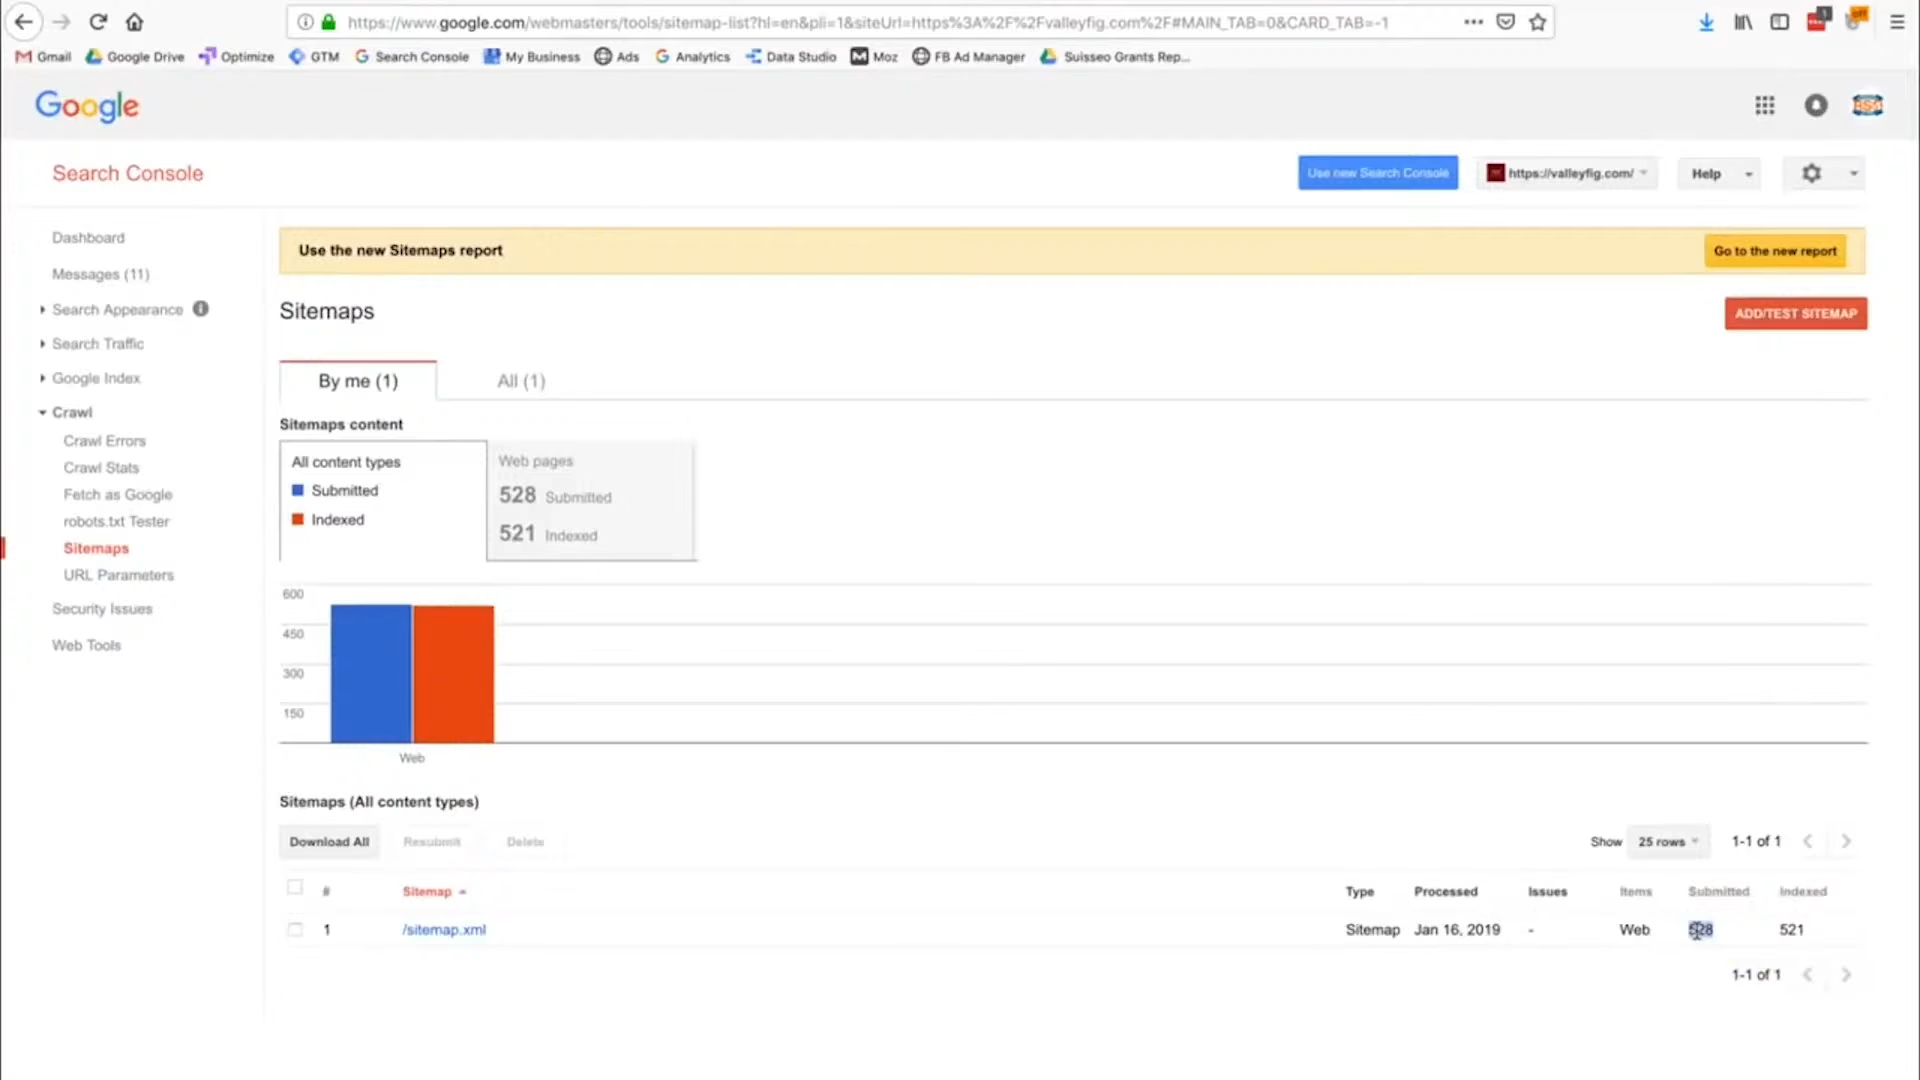 https://www.google.com/webmasters/tools/sitemap-list?hl=en&pli=1&siteUrl=https%3A%2F%2Fvalleyfig.com%2F#MAIN_TAB=0&CARD_TAB=-1
Gmail Google Drive Optimize GTM Search Console My Business Ads Analytics Data Studio Moz FB Ad Manager Suisseo Grants Rep...
Google
Search Console
Use new Search Console
https://valleyfig.com/
Help
Dashboard
Messages (11)
Search Appearance
Search Traffic
Google Index
Crawl
Crawl Errors
Crawl Stats
Fetch as Google
robots.txt Tester
Sitemaps
URL Parameters
Security Issues
Web Tools
Use the new Sitemaps report
Go to the new report
Sitemaps
ADD/TEST SITEMAP
By me (1) All (1)
Sitemaps content
All content types
Submitted
Indexed
Web pages
528 Submitted
521 Indexed
600
450
300
150
Web
Sitemaps (All content types)
Download All Resubmit Delete
Show 25 rows 1-1 of 1
# Sitemap Type Processed Issues Items Submitted Indexed
1 /sitemap.xml Sitemap Jan 16, 2019 - Web 528 521
1-1 of 1